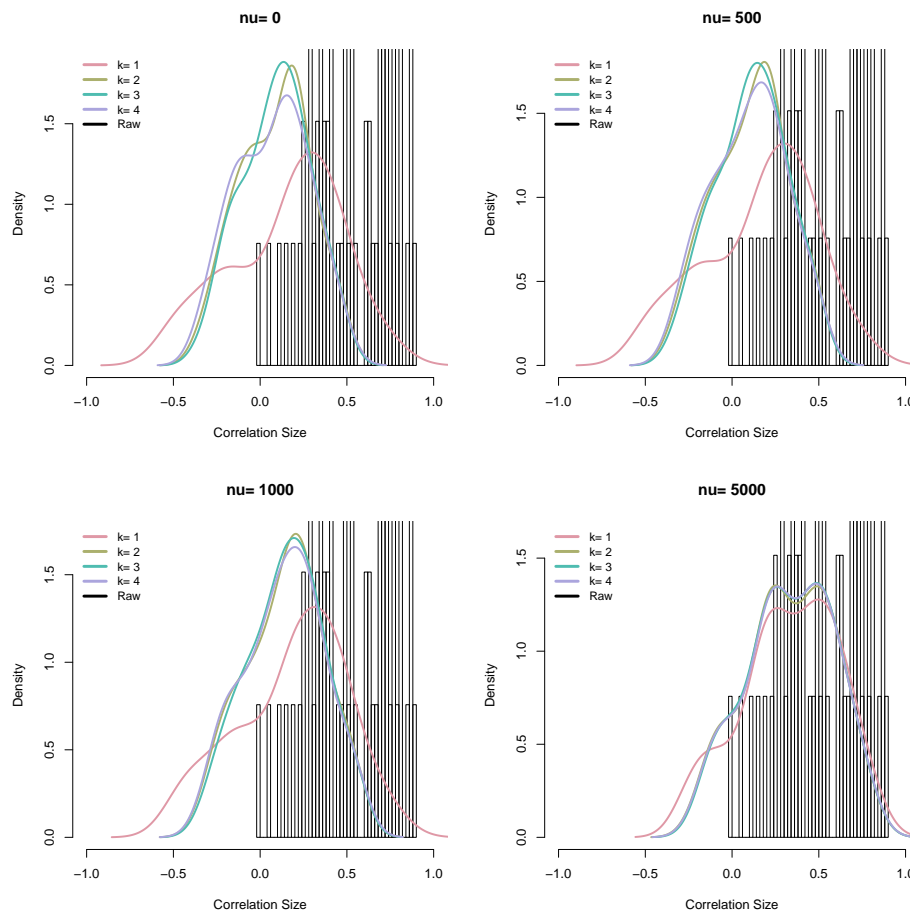 nu= 0
k= 1
k= 2
k= 3
k= 4
Raw
Density
0.0
0.5
1.0
1.5
−1.0
−0.5
0.0
0.5
1.0
Correlation Size
nu= 500
k= 1
k= 2
k= 3
k= 4
Raw
Density
0.0
0.5
1.0
1.5
−1.0
−0.5
0.0
0.5
1.0
Correlation Size
nu= 1000
k= 1
k= 2
k= 3
k= 4
Raw
Density
0.0
0.5
1.0
1.5
−1.0
−0.5
0.0
0.5
1.0
Correlation Size
nu= 5000
k= 1
k= 2
k= 3
k= 4
Raw
Density
0.0
0.5
1.0
1.5
−1.0
−0.5
0.0
0.5
1.0
Correlation Size